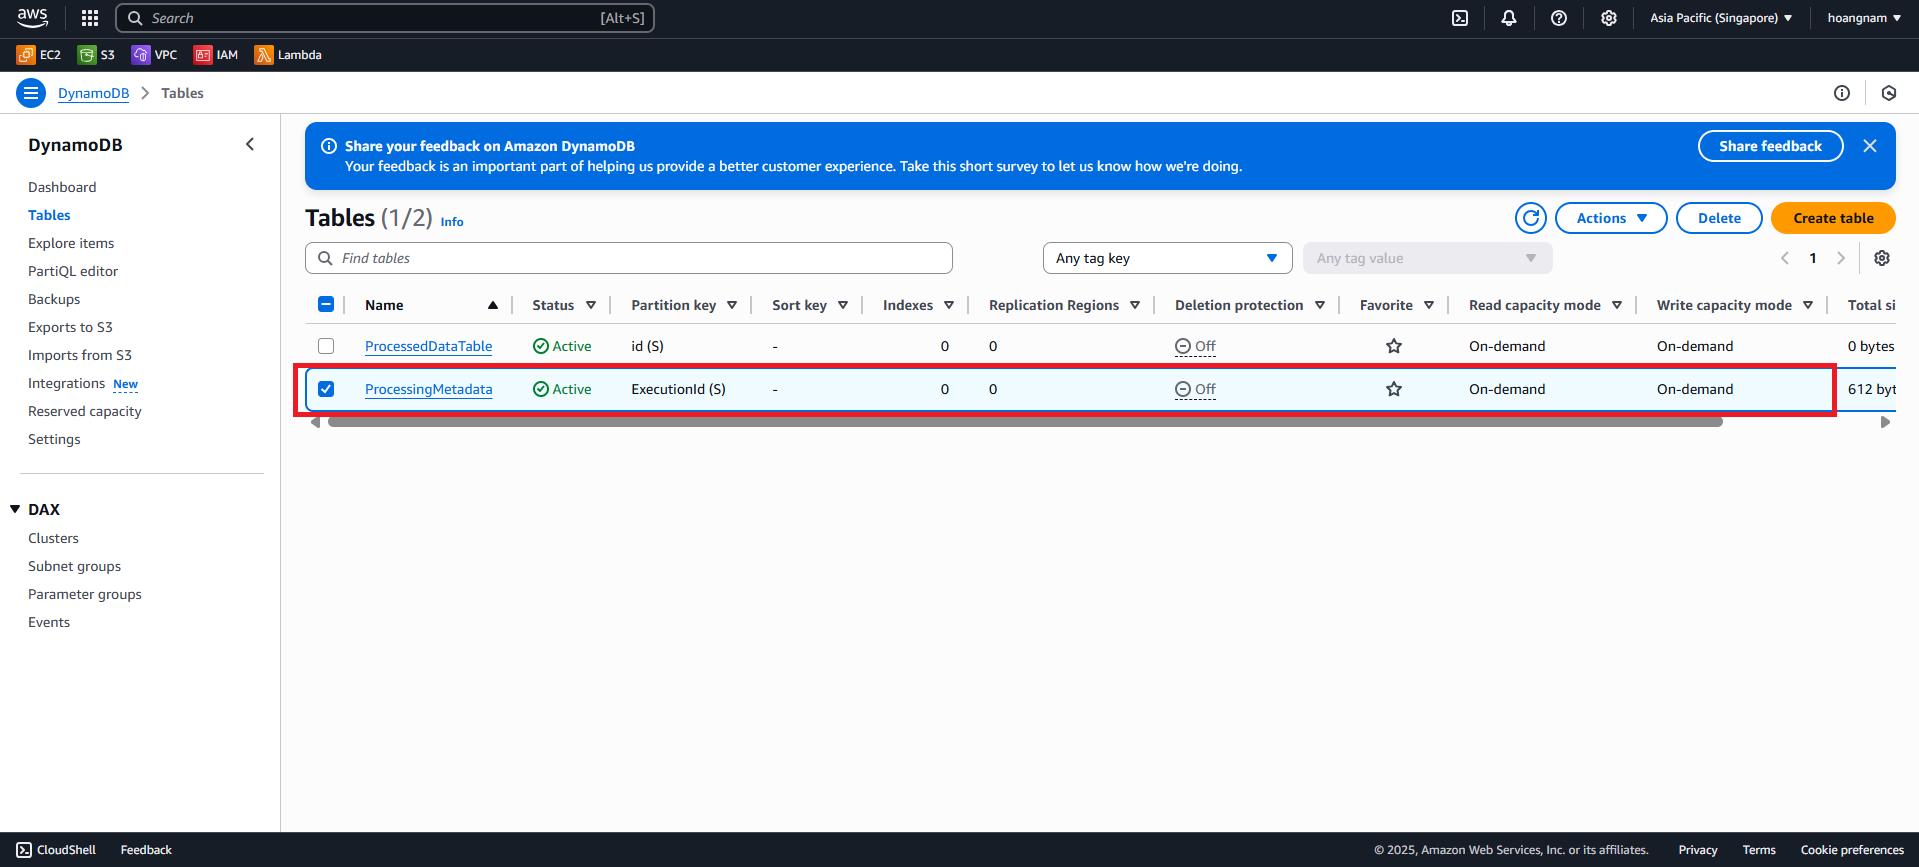 aws Search [Alt+S] Asia Pacific (Singapore) hoangnam
EC2 S3 VPC IAM Lambda
DynamoDB Tables
DynamoDB
Dashboard
Tables
Explore items
PartiQL editor
Backups
Exports to S3
Imports from S3
Integrations New
Reserved capacity
Settings
DAX
Clusters
Subnet groups
Parameter groups
Events
Share your feedback on Amazon DynamoDB
Your feedback is an important part of helping us provide a better customer experience. Take this short survey to let us know how we're doing.
Share feedback
Tables (1/2) Info
Actions Delete Create table
Find tables Any tag key Any tag value 1
Name Status Partition key Sort key Indexes Replication Regions Deletion protection Favorite Read capacity mode Write capacity mode Total si
ProcessedDataTable Active id (S) - 0 0 Off On-demand On-demand 0 bytes
ProcessingMetadata Active ExecutionId (S) - 0 0 Off On-demand On-demand 612 byt
CloudShell Feedback © 2025, Amazon Web Services, Inc. or its affiliates. Privacy Terms Cookie preferences